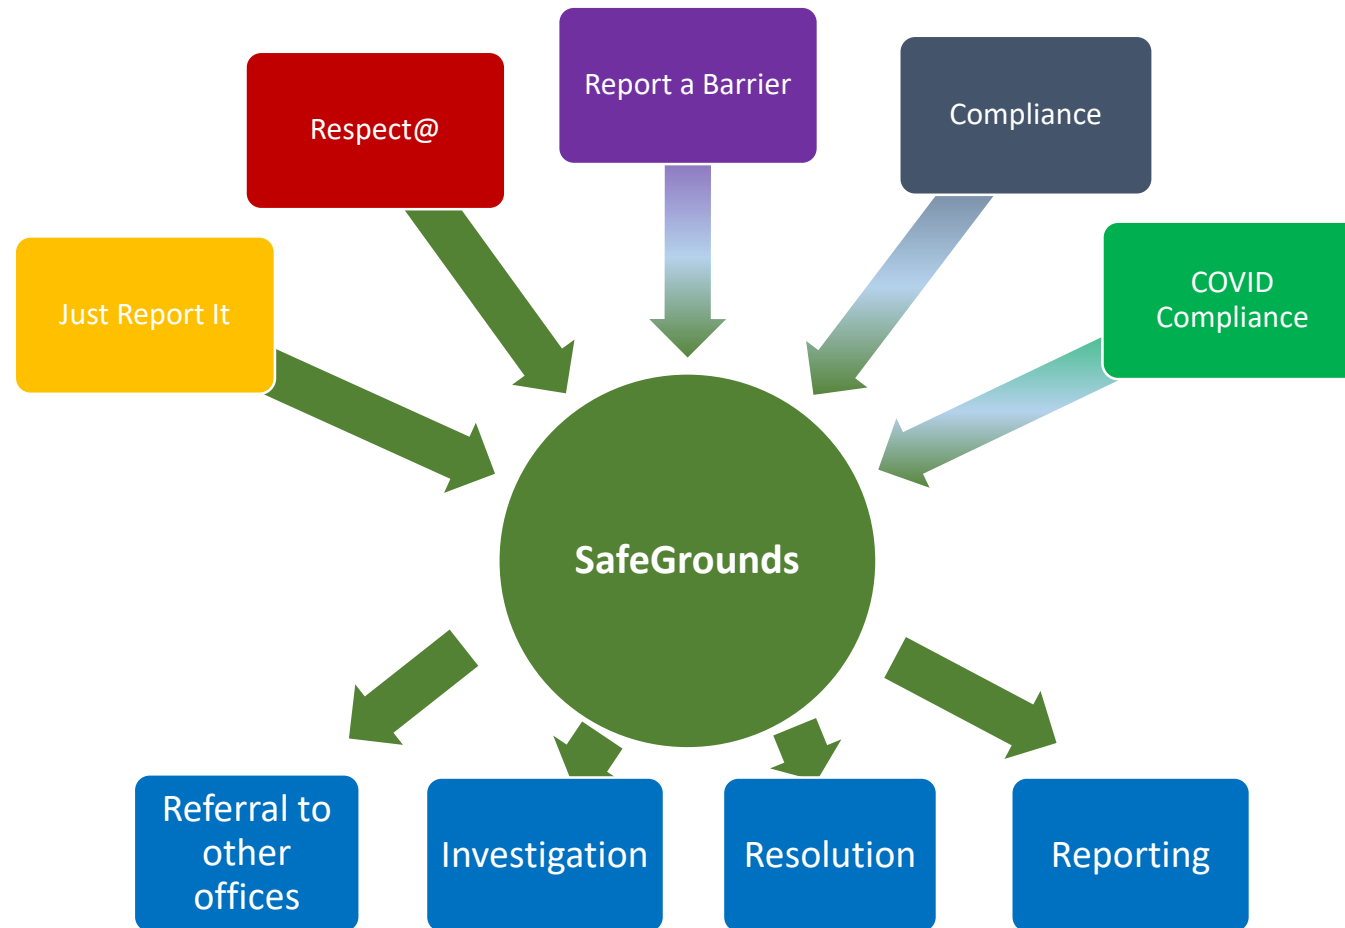 Report a Barrier
Respect@
Compliance
Just Report It
COVID
Compliance
SafeGrounds
Referral to
other
offices
Investigation
Resolution
Reporting